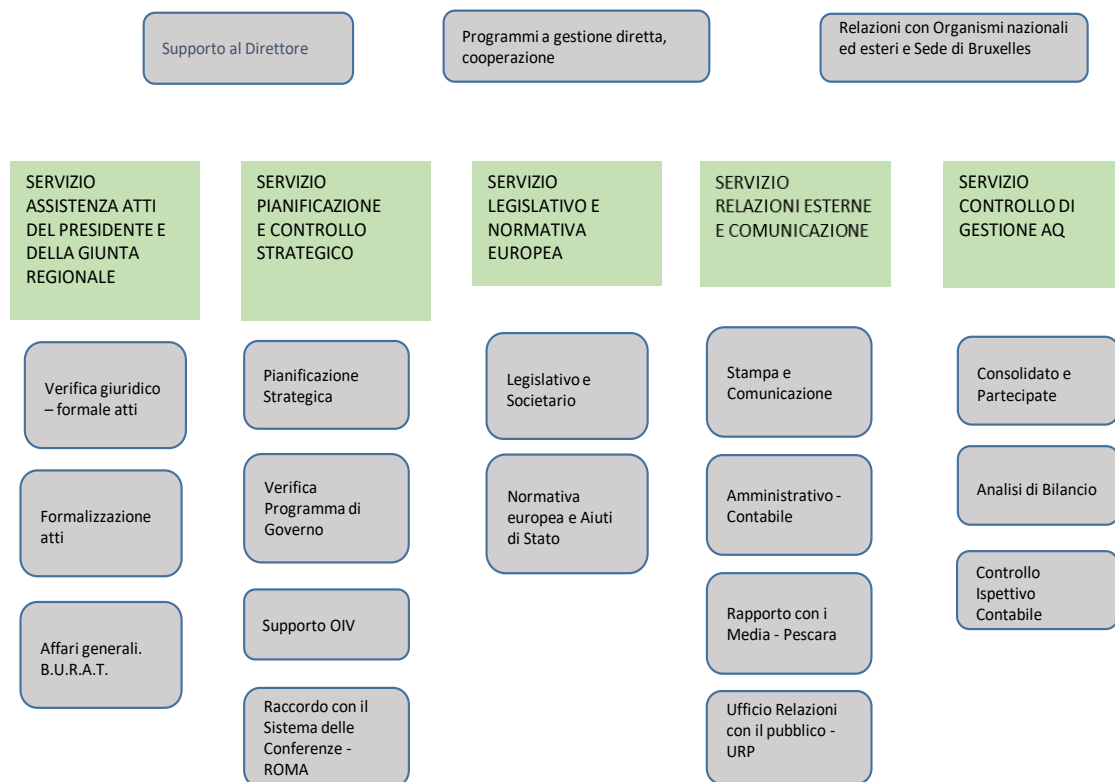 Supporto al Direttore
Programmi a gestione diretta,
cooperazione
Relazioni con Organismi nazionali
ed esteri e Sede di Bruxelles
SERVIZIO
ASSISTENZA ATTI
DEL PRESIDENTE E
DELLA GIUNTA
REGIONALE
Verifica giuridico
– formale atti
Formalizzazione
atti
Affari generali.
B.U.R.A.T.
SERVIZIO
PIANIFICAZIONE
E CONTROLLO
STRATEGICO
Pianificazione
Strategica
Verifica
Programma di
Governo
Supporto OIV
Raccordo con il
Sistema delle
Conferenze -
ROMA
SERVIZIO
LEGISLATIVO E
NORMATIVA
EUROPEA
Legislativo e
Societario
Normativa
europea e Aiuti
di Stato
SERVIZIO
RELAZIONI ESTERNE
E COMUNICAZIONE
Stampa e
Comunicazione
Amministrativo -
Contabile
Rapporto con i
Media - Pescara
Ufficio Relazioni
con il pubblico -
URP
SERVIZIO
CONTROLLO DI
GESTIONE AQ
Consolidato e
Partecipate
Analisi di Bilancio
Controllo
Ispettivo
Contabile